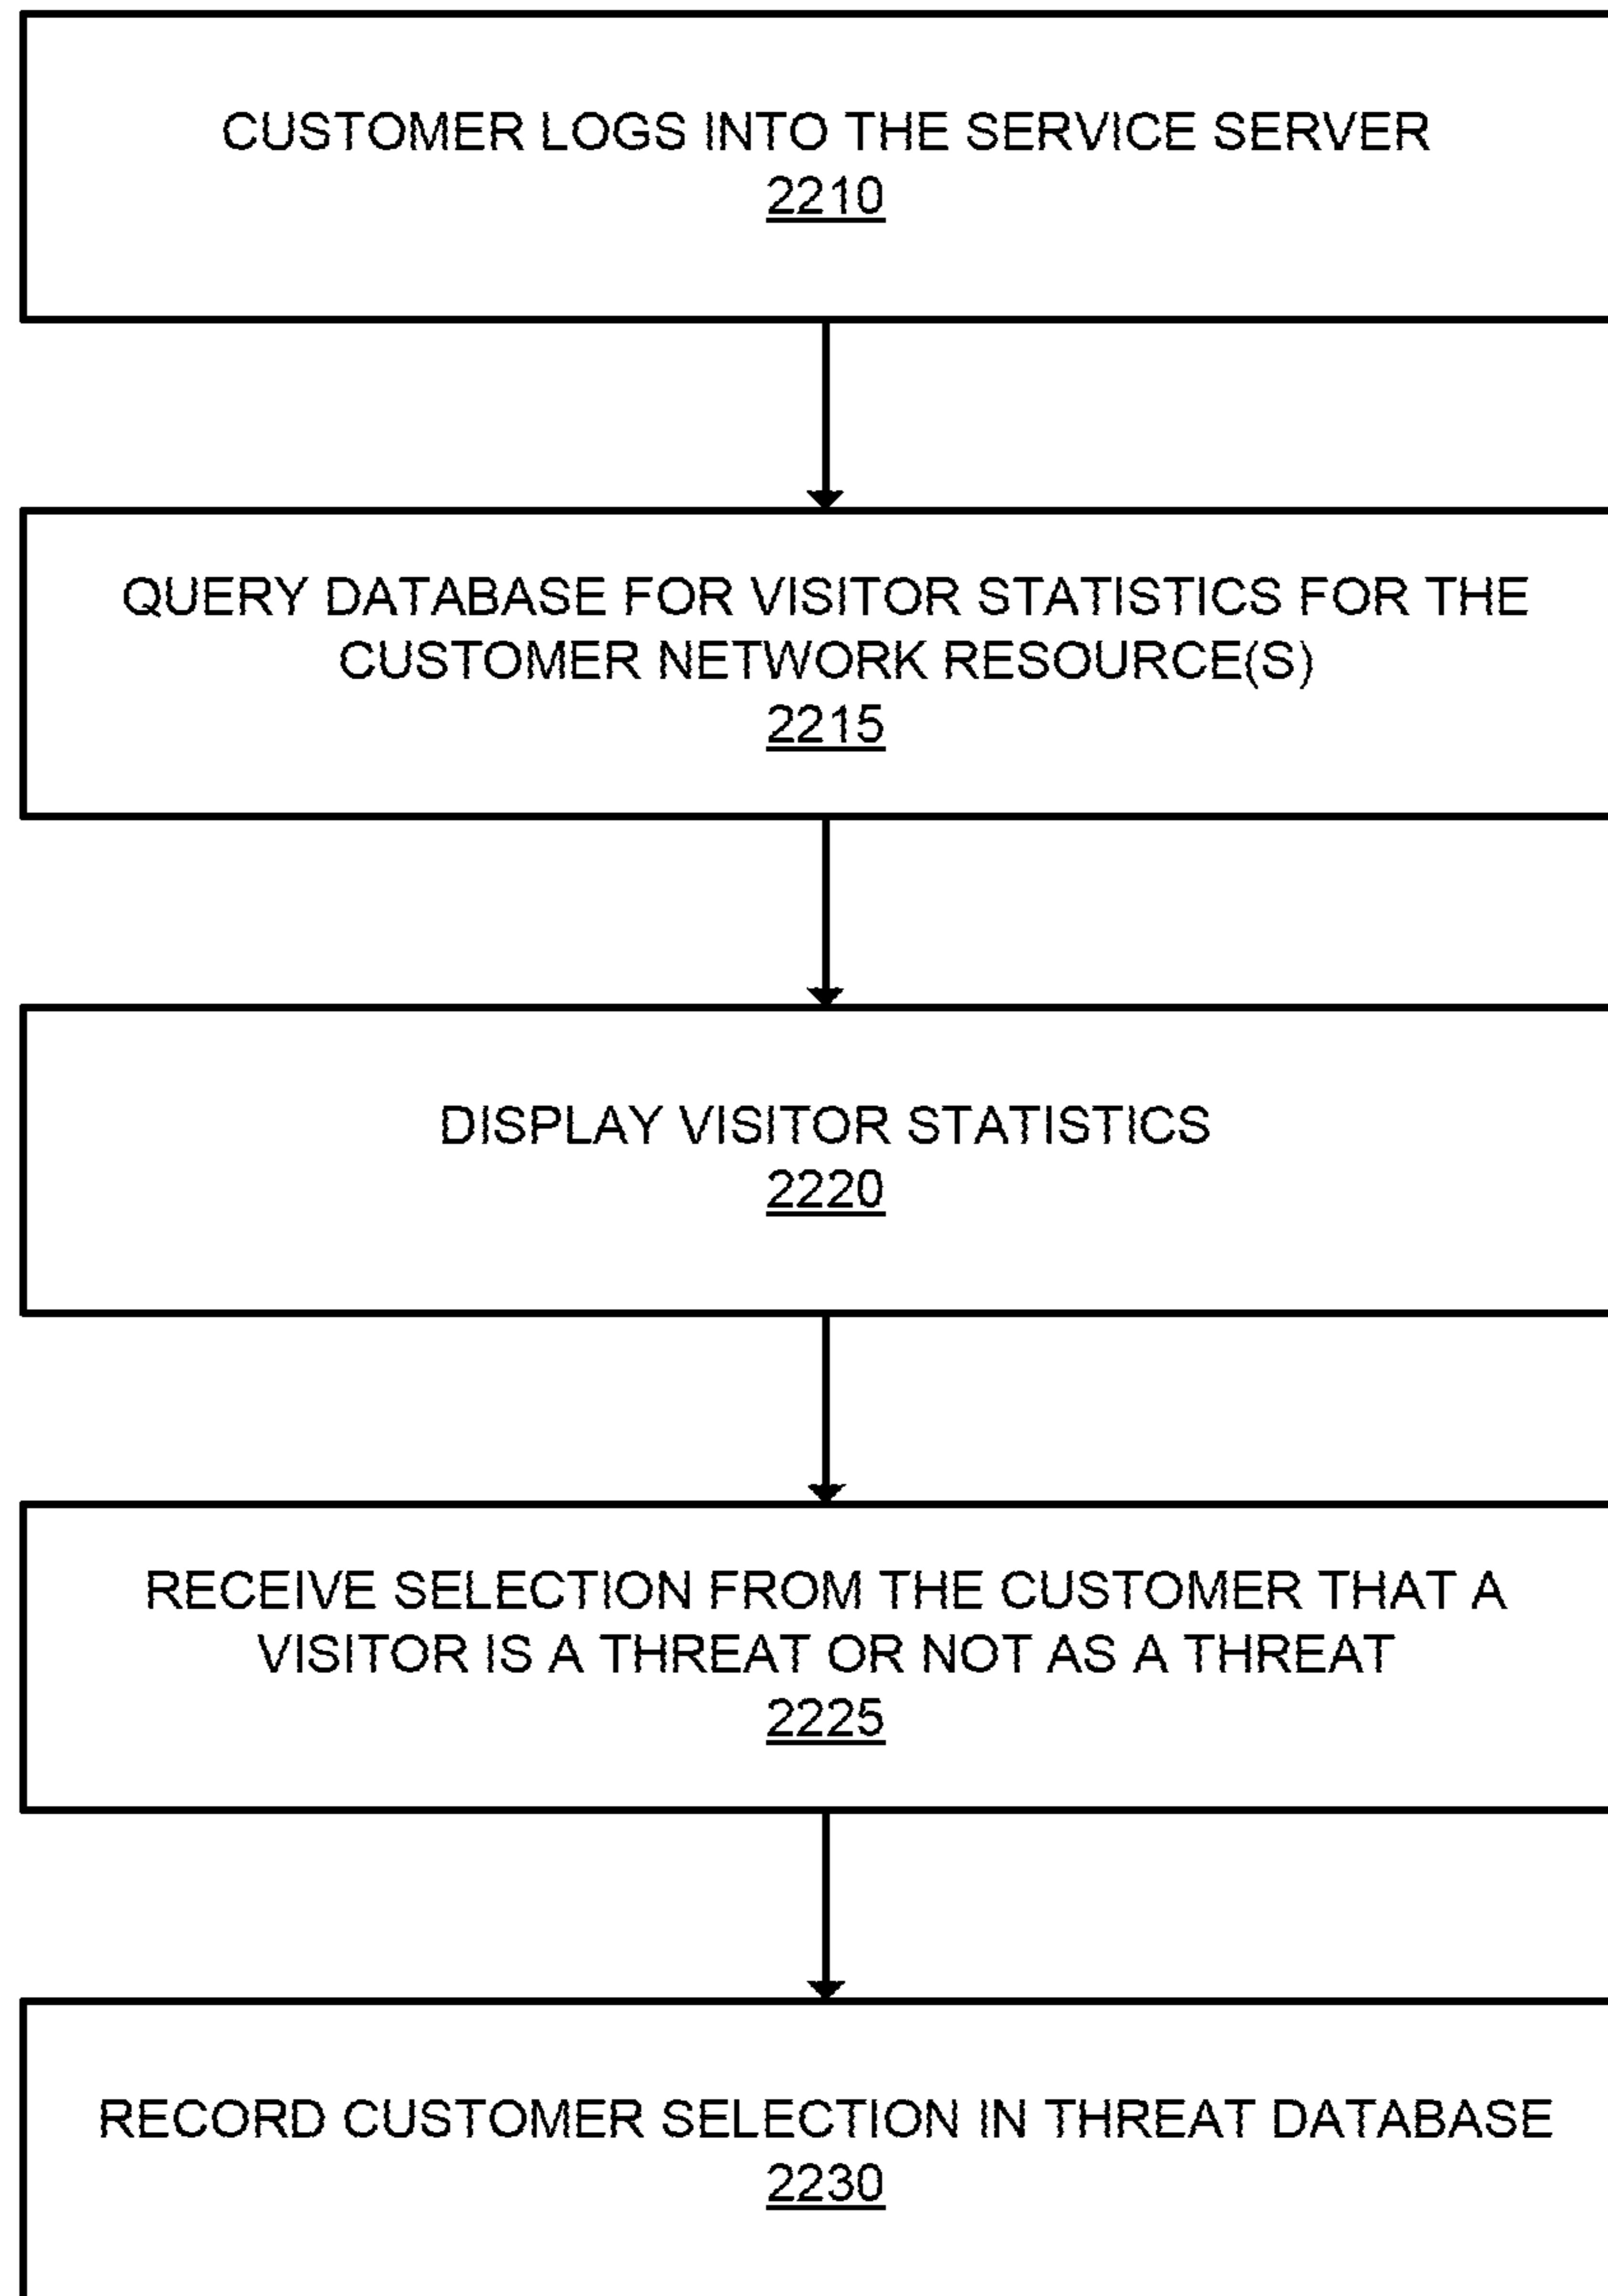 CUSTOMER LOGS INTO THE SERVICE SERVER
2210
QUERY DATABASE FOR VISITOR STATISTICS FOR THE
CUSTOMER NETWORK RESOURCE(S)
2215
DISPLAY VISITOR STATISTICS
2220
RECEIVE SELECTION FROM THE CUSTOMER THAT A
VISITOR IS A THREAT OR NOT AS A THREAT
2225
RECORD CUSTOMER SELECTION IN THREAT DATABASE
2230